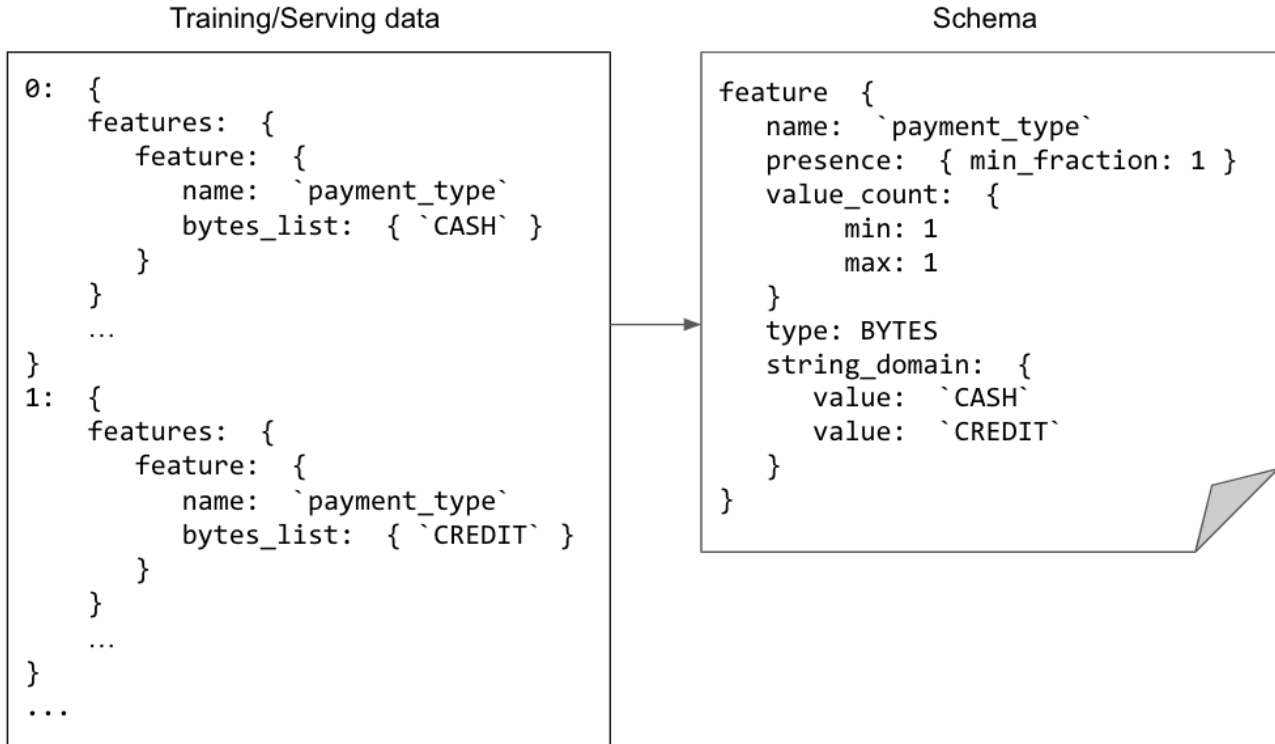 Training/Serving data
0:  {
    features:  {
       feature:  {
          name:  `payment_type`
          bytes_list:  { `CASH` }
       }
    }
    ...
}
1:  {
    features:  {
       feature:  {
          name:  `payment_type`
          bytes_list:  { `CREDIT` }
       }
    }
    ...
}
...
Schema
feature  {
   name:  `payment_type`
   presence:  { min_fraction: 1 }
   value_count:  {
        min: 1
        max: 1
   }
   type: BYTES
   string_domain:  {
      value:  `CASH`
      value:  `CREDIT`
   }
}